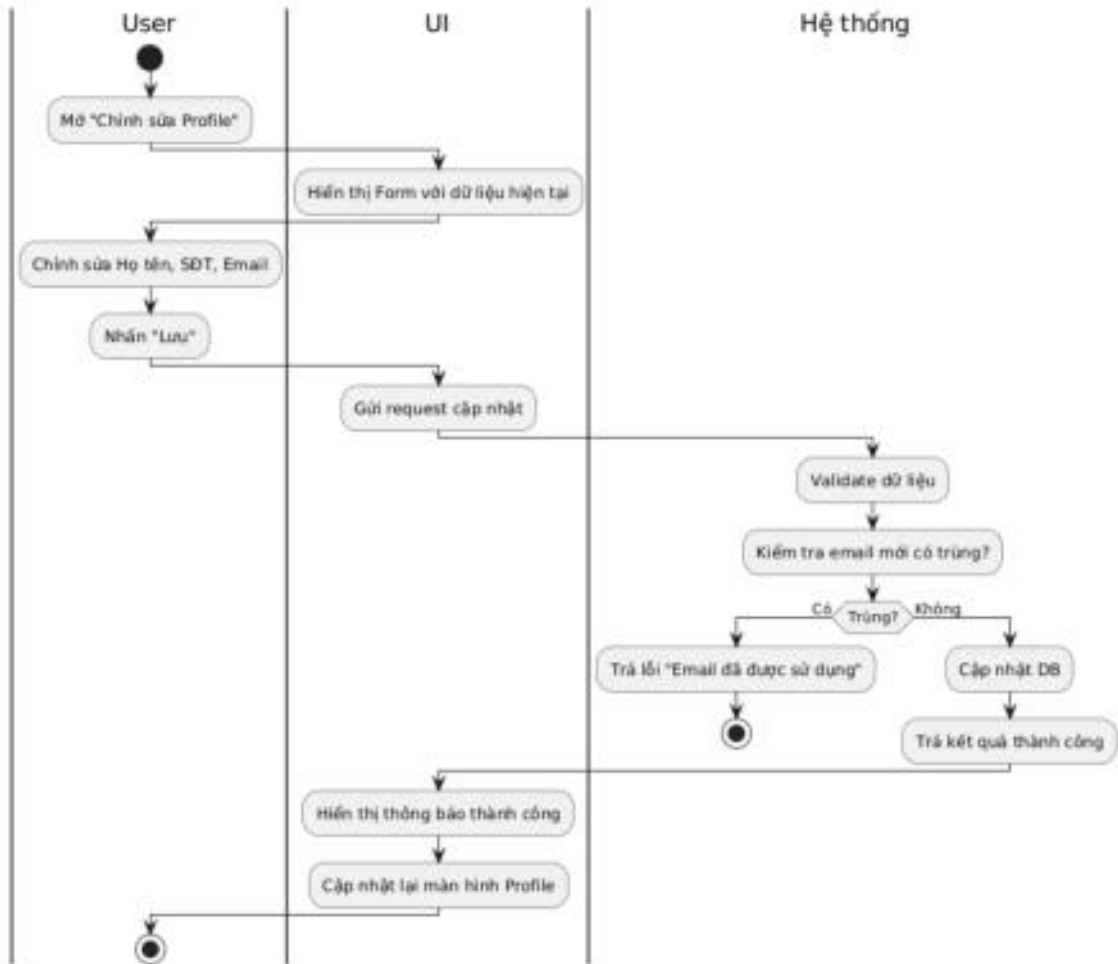 User
UI
Hệ thống
Mở "Chỉnh sửa Profile"
Hiển thị Form với dữ liệu hiện tại
Chỉnh sửa Họ tên, SĐT, Email
Nhấn "Lưu"
Gửi request cập nhật
Validate dữ liệu
Kiểm tra email mới có trùng?
Có
Trùng?
Không
Trả lỗi "Email đã được sử dụng"
Cập nhật DB
Trả kết quả thành công
Hiển thị thông báo thành công
Cập nhật lại màn hình Profile